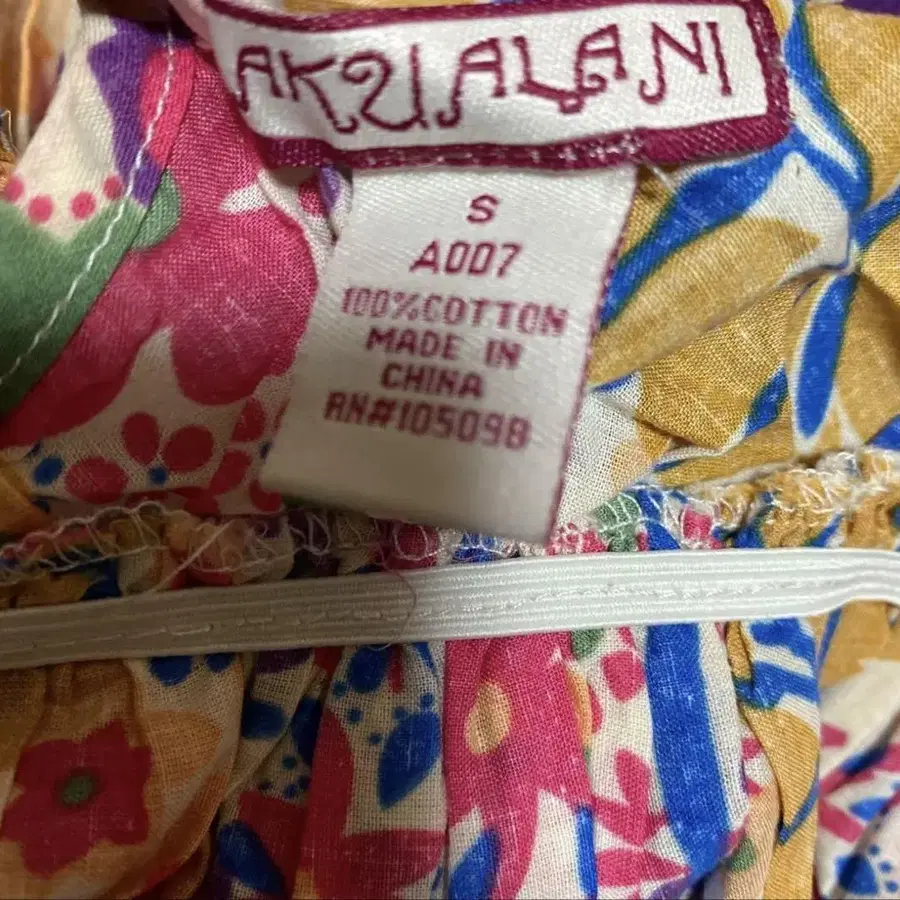 AKUALANI
S
A007
100%COTTON
MADE IN
CHINA
RN#105098